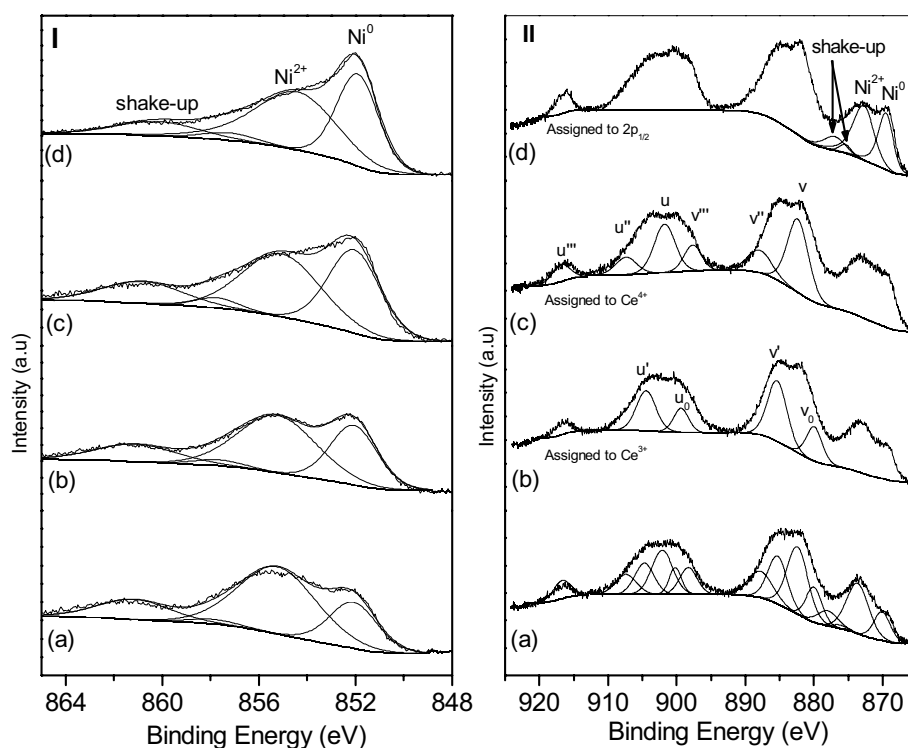 I
Ni⁰
Ni²⁺
shake-up
(d)
(c)
(b)
(a)
Intensity (a.u)
864 860 856 852 848
Binding Energy (eV)
II
shake-up
Ni²⁺
Ni⁰
Assigned to 2p₁/₂
(d)
u'''
u''
u
v'''
v''
v
Assigned to Ce⁴⁺
(c)
u'
u₀
v'
v₀
Assigned to Ce³⁺
(b)
(a)
Intensity (a.u)
920 910 900 890 880 870
Binding Energy (eV)